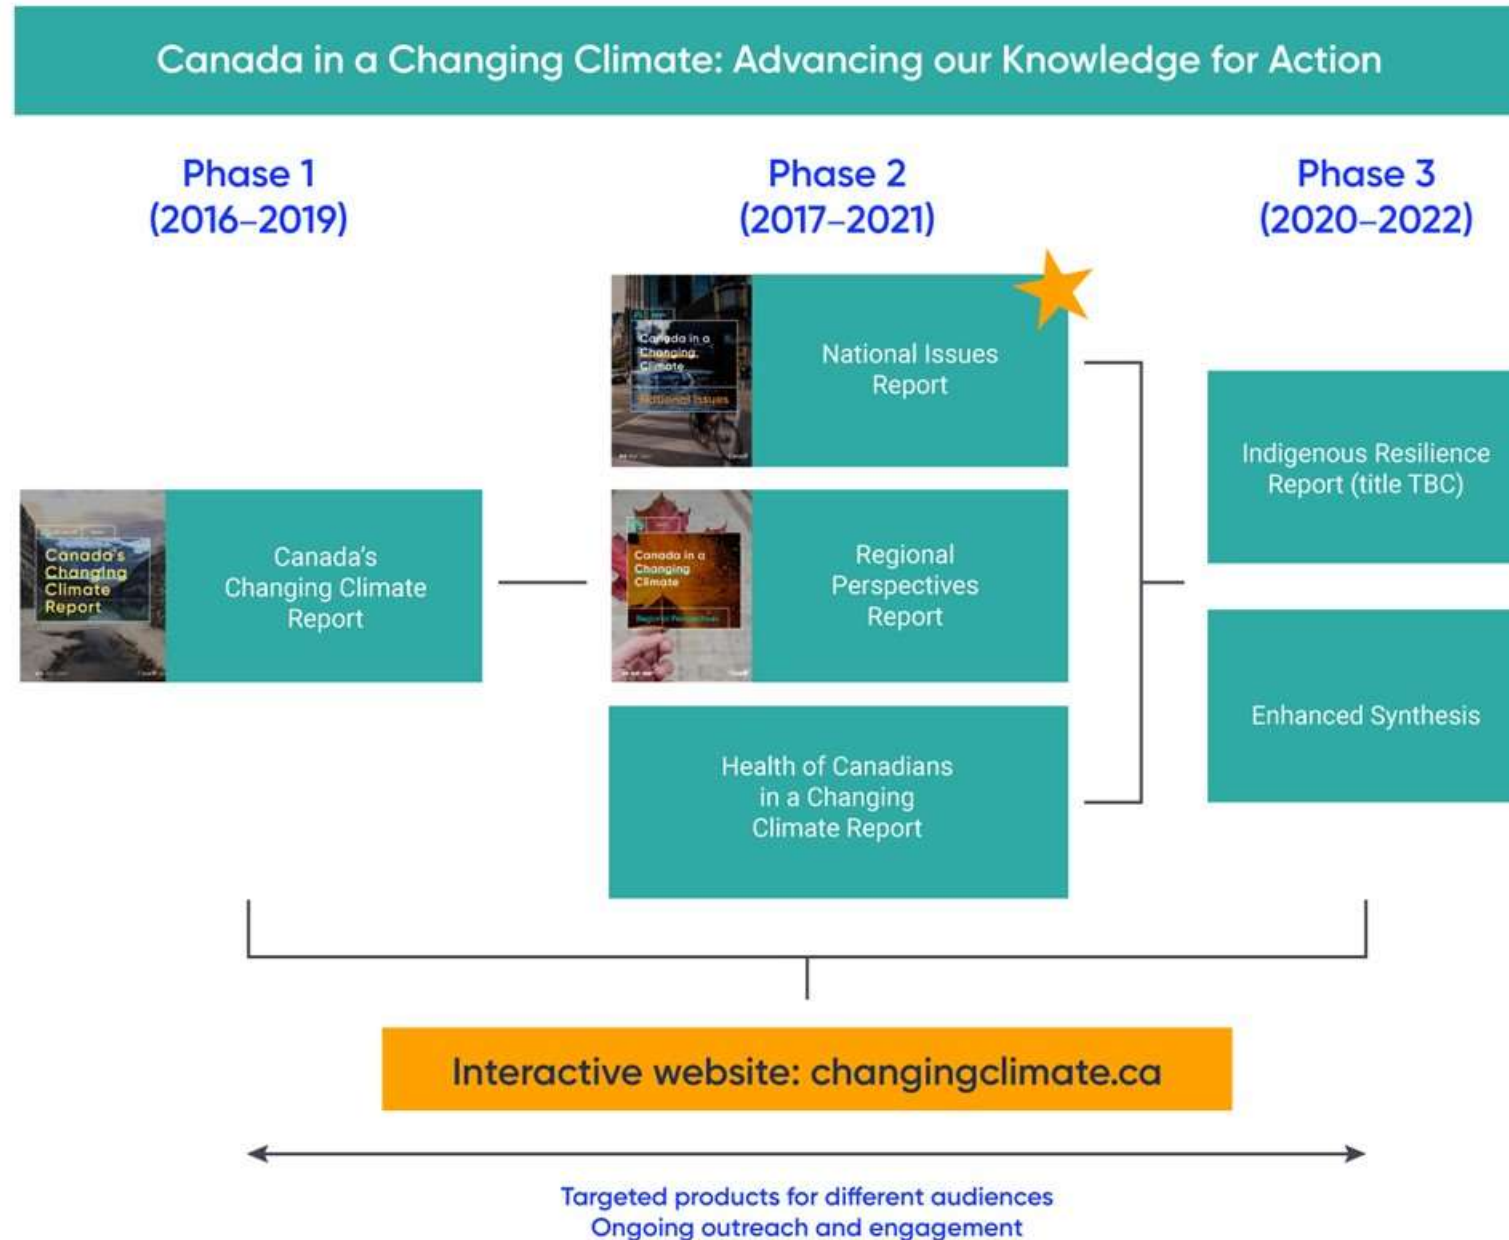 Canada in a Changing Climate: Advancing our Knowledge for Action
Phase 1
(2016–2019)
Phase 2
(2017–2021)
Phase 3
(2020–2022)
Canada's
Changing
Climate
Report
Canada’s
Changing Climate
Report
Canada in a
Changing
Climate
National Issues
National Issues
Report
Canada in a
Changing
Climate
Regional Perspectives
Regional
Perspectives
Report
Health of Canadians
in a Changing
Climate Report
Indigenous Resilience
Report (title TBC)
Enhanced Synthesis
Interactive website: changingclimate.ca
Targeted products for different audiences
Ongoing outreach and engagement